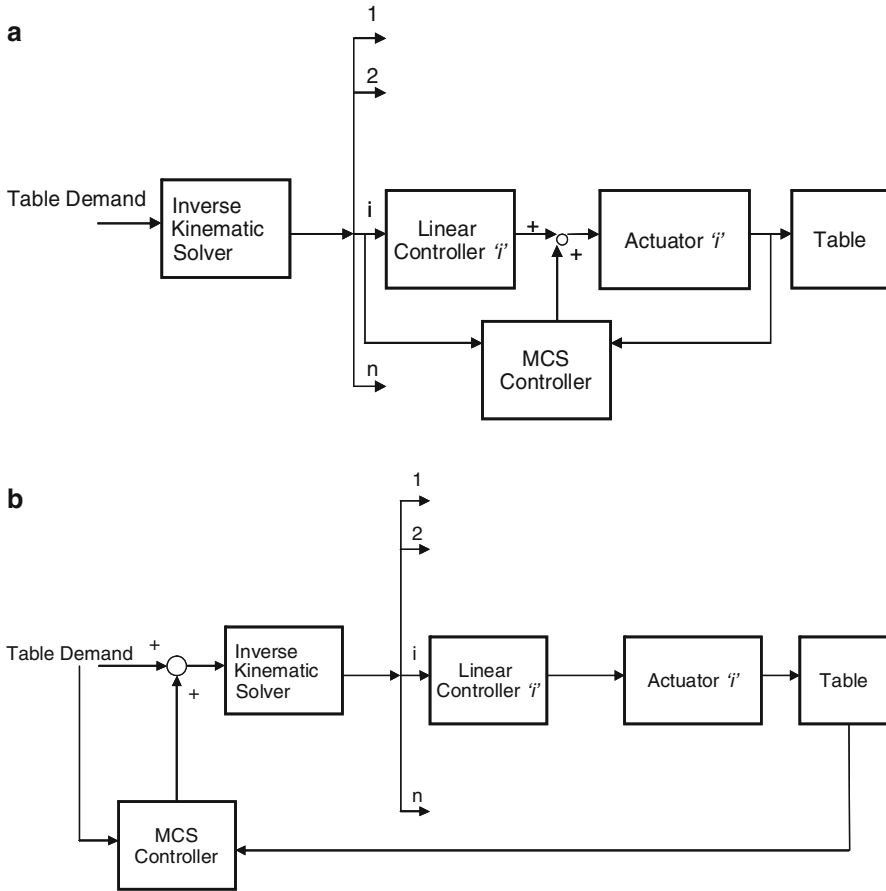 a
1
2
Table Demand
Inverse
Kinematic
Solver
i
Linear
Controller ‘i’
+
+
Actuator ‘i’
Table
MCS
Controller
n
b
1
2
Table Demand
+
+
Inverse
Kinematic
Solver
i
Linear
Controller ‘i’
Actuator ‘i’
Table
n
MCS
Controller